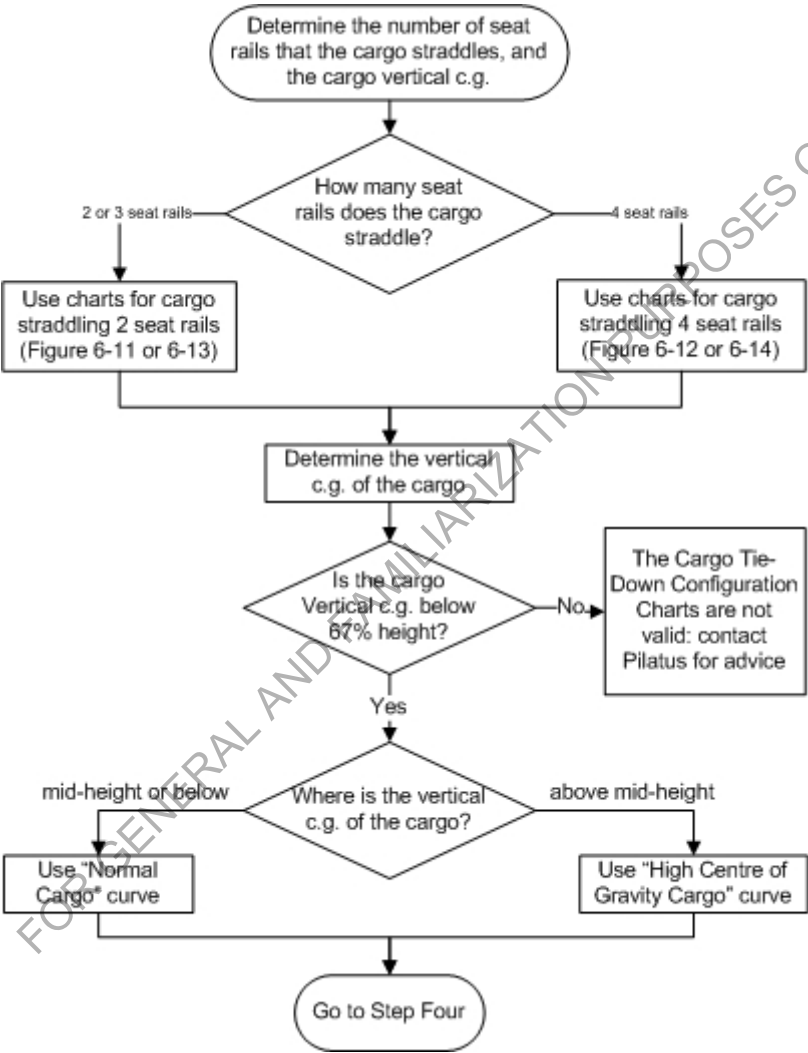 Determine the number of seat
rails that the cargo straddles, and
the cargo vertical c.g.
How many seat
rails does the cargo
straddle?
2 or 3 seat rails
4 seat rails
Use charts for cargo
straddling 2 seat rails
(Figure 6-11 or 6-13)
Use charts for cargo
straddling 4 seat rails
(Figure 6-12 or 6-14)
Determine the vertical
c.g. of the cargo
Is the cargo
Vertical c.g. below
67% height?
No
The Cargo Tie-
Down Configuration
Charts are not
valid: contact
Pilatus for advice
Yes
Where is the vertical
c.g. of the cargo?
mid-height or below
above mid-height
Use "Normal
Cargo" curve
Use "High Centre of
Gravity Cargo" curve
Go to Step Four
FOR GENERAL AND FAMILIARIZATION PURPOSES